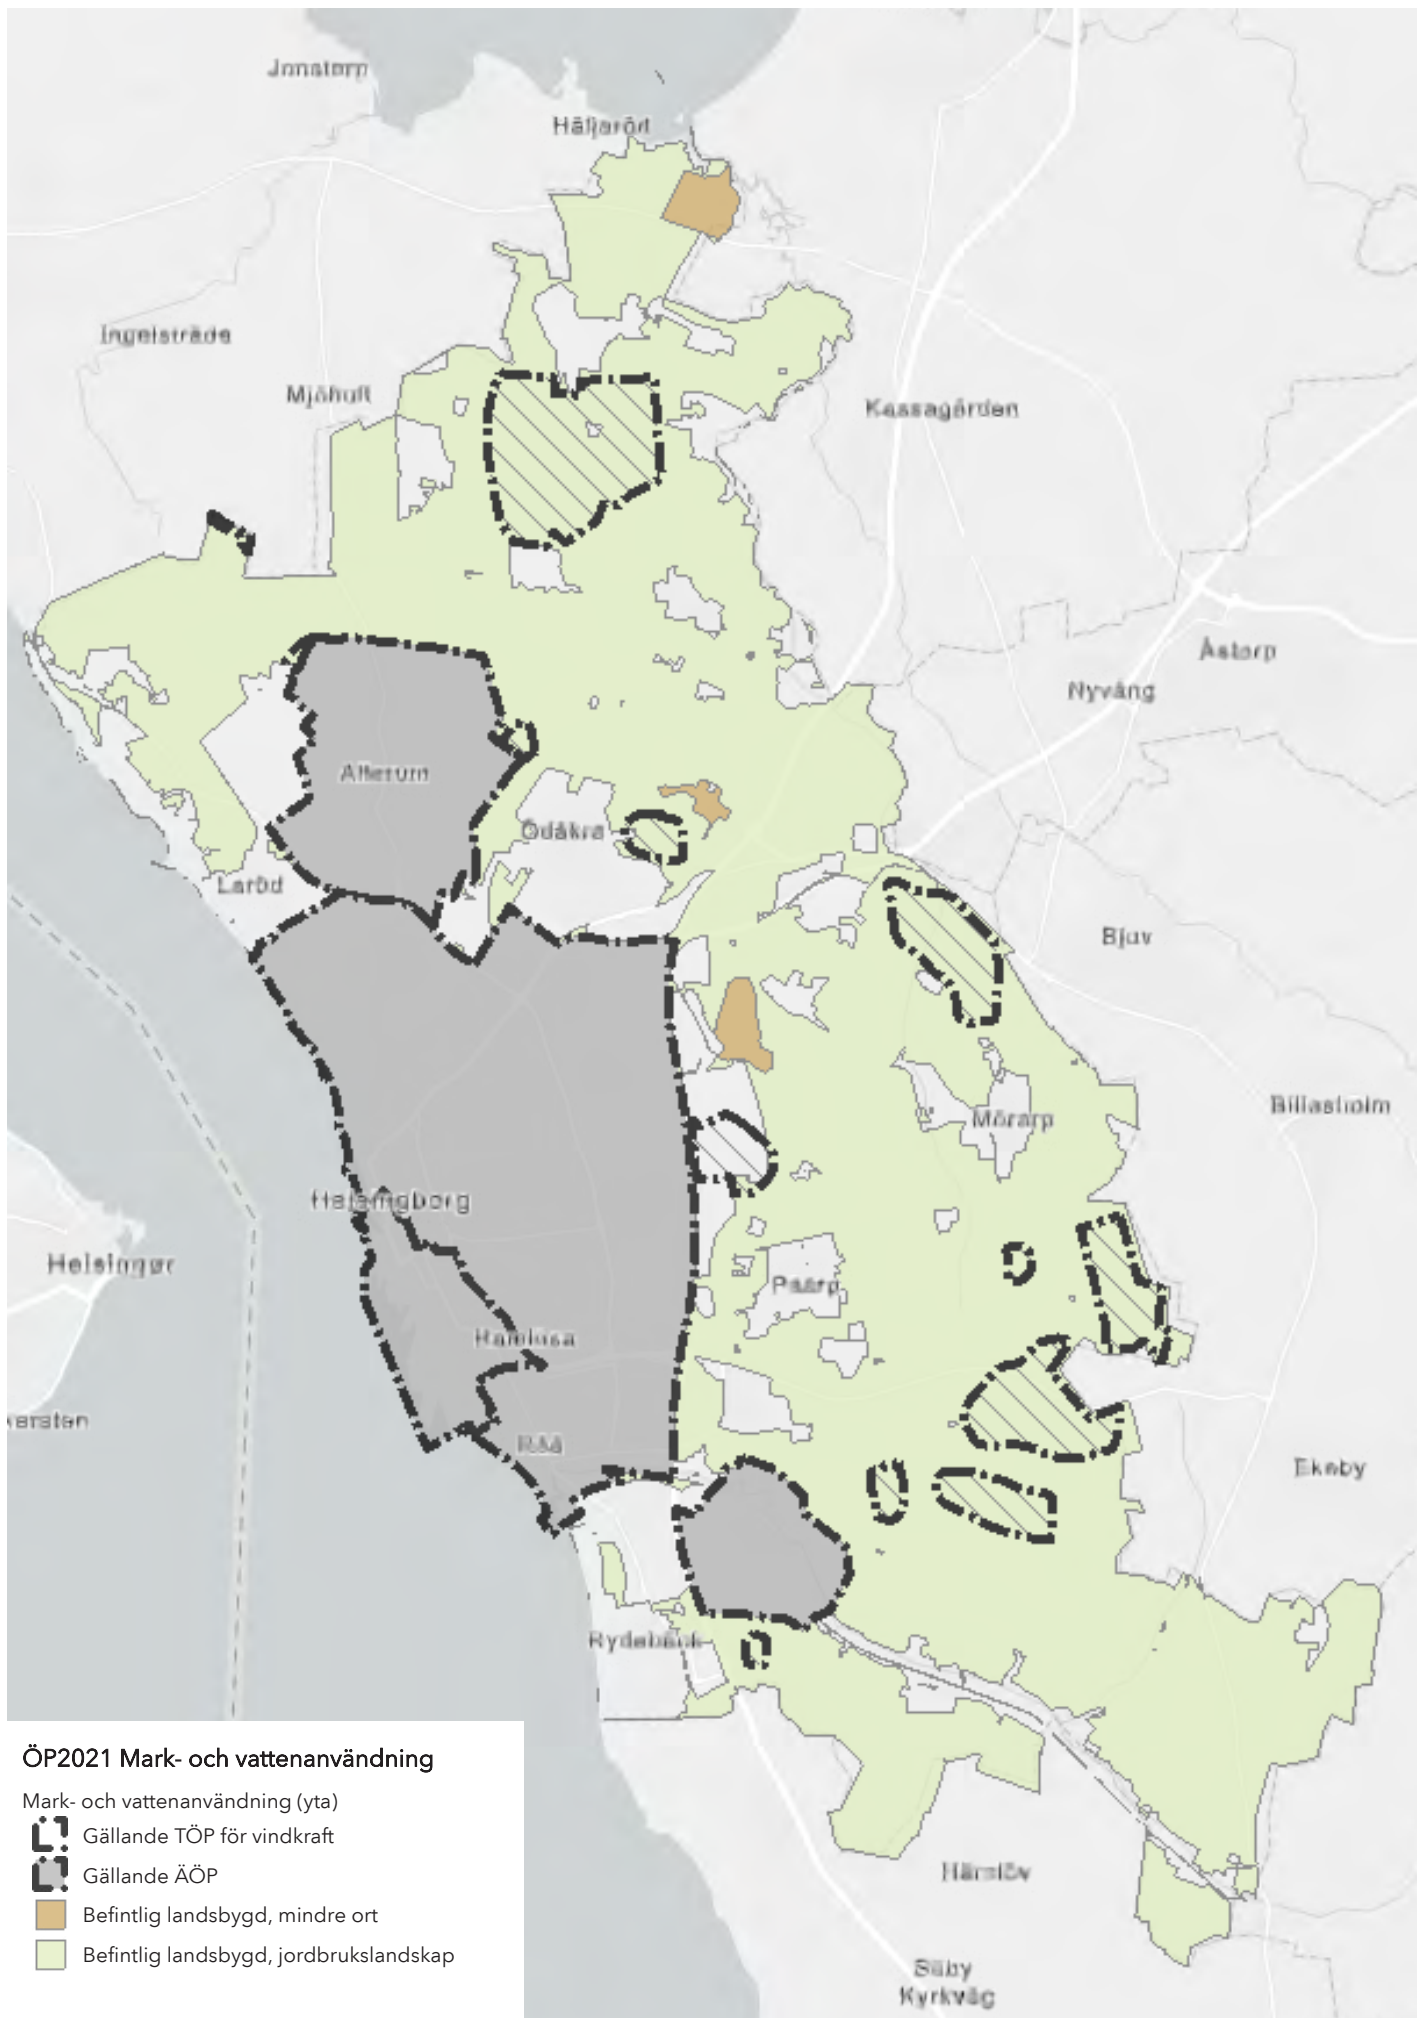 Jonstorp
Häljaröd
Ingelsträde
Mjöhult
Kassagården
Åstorp
Nyvång
Allerum
Ödåkra
Laröd
Bjuv
Billesholm
Mörarp
Helsingborg
Helsingør
Påarp
Ramlösa
Råå
Ekeby
Rydebäck
Härslöv
Säby
Kyrkväg
ÖP2021 Mark- och vattenanvändning
Mark- och vattenanvändning (yta)
Gällande TÖP för vindkraft
Gällande ÄÖP
Befintlig landsbygd, mindre ort
Befintlig landsbygd, jordbrukslandskap